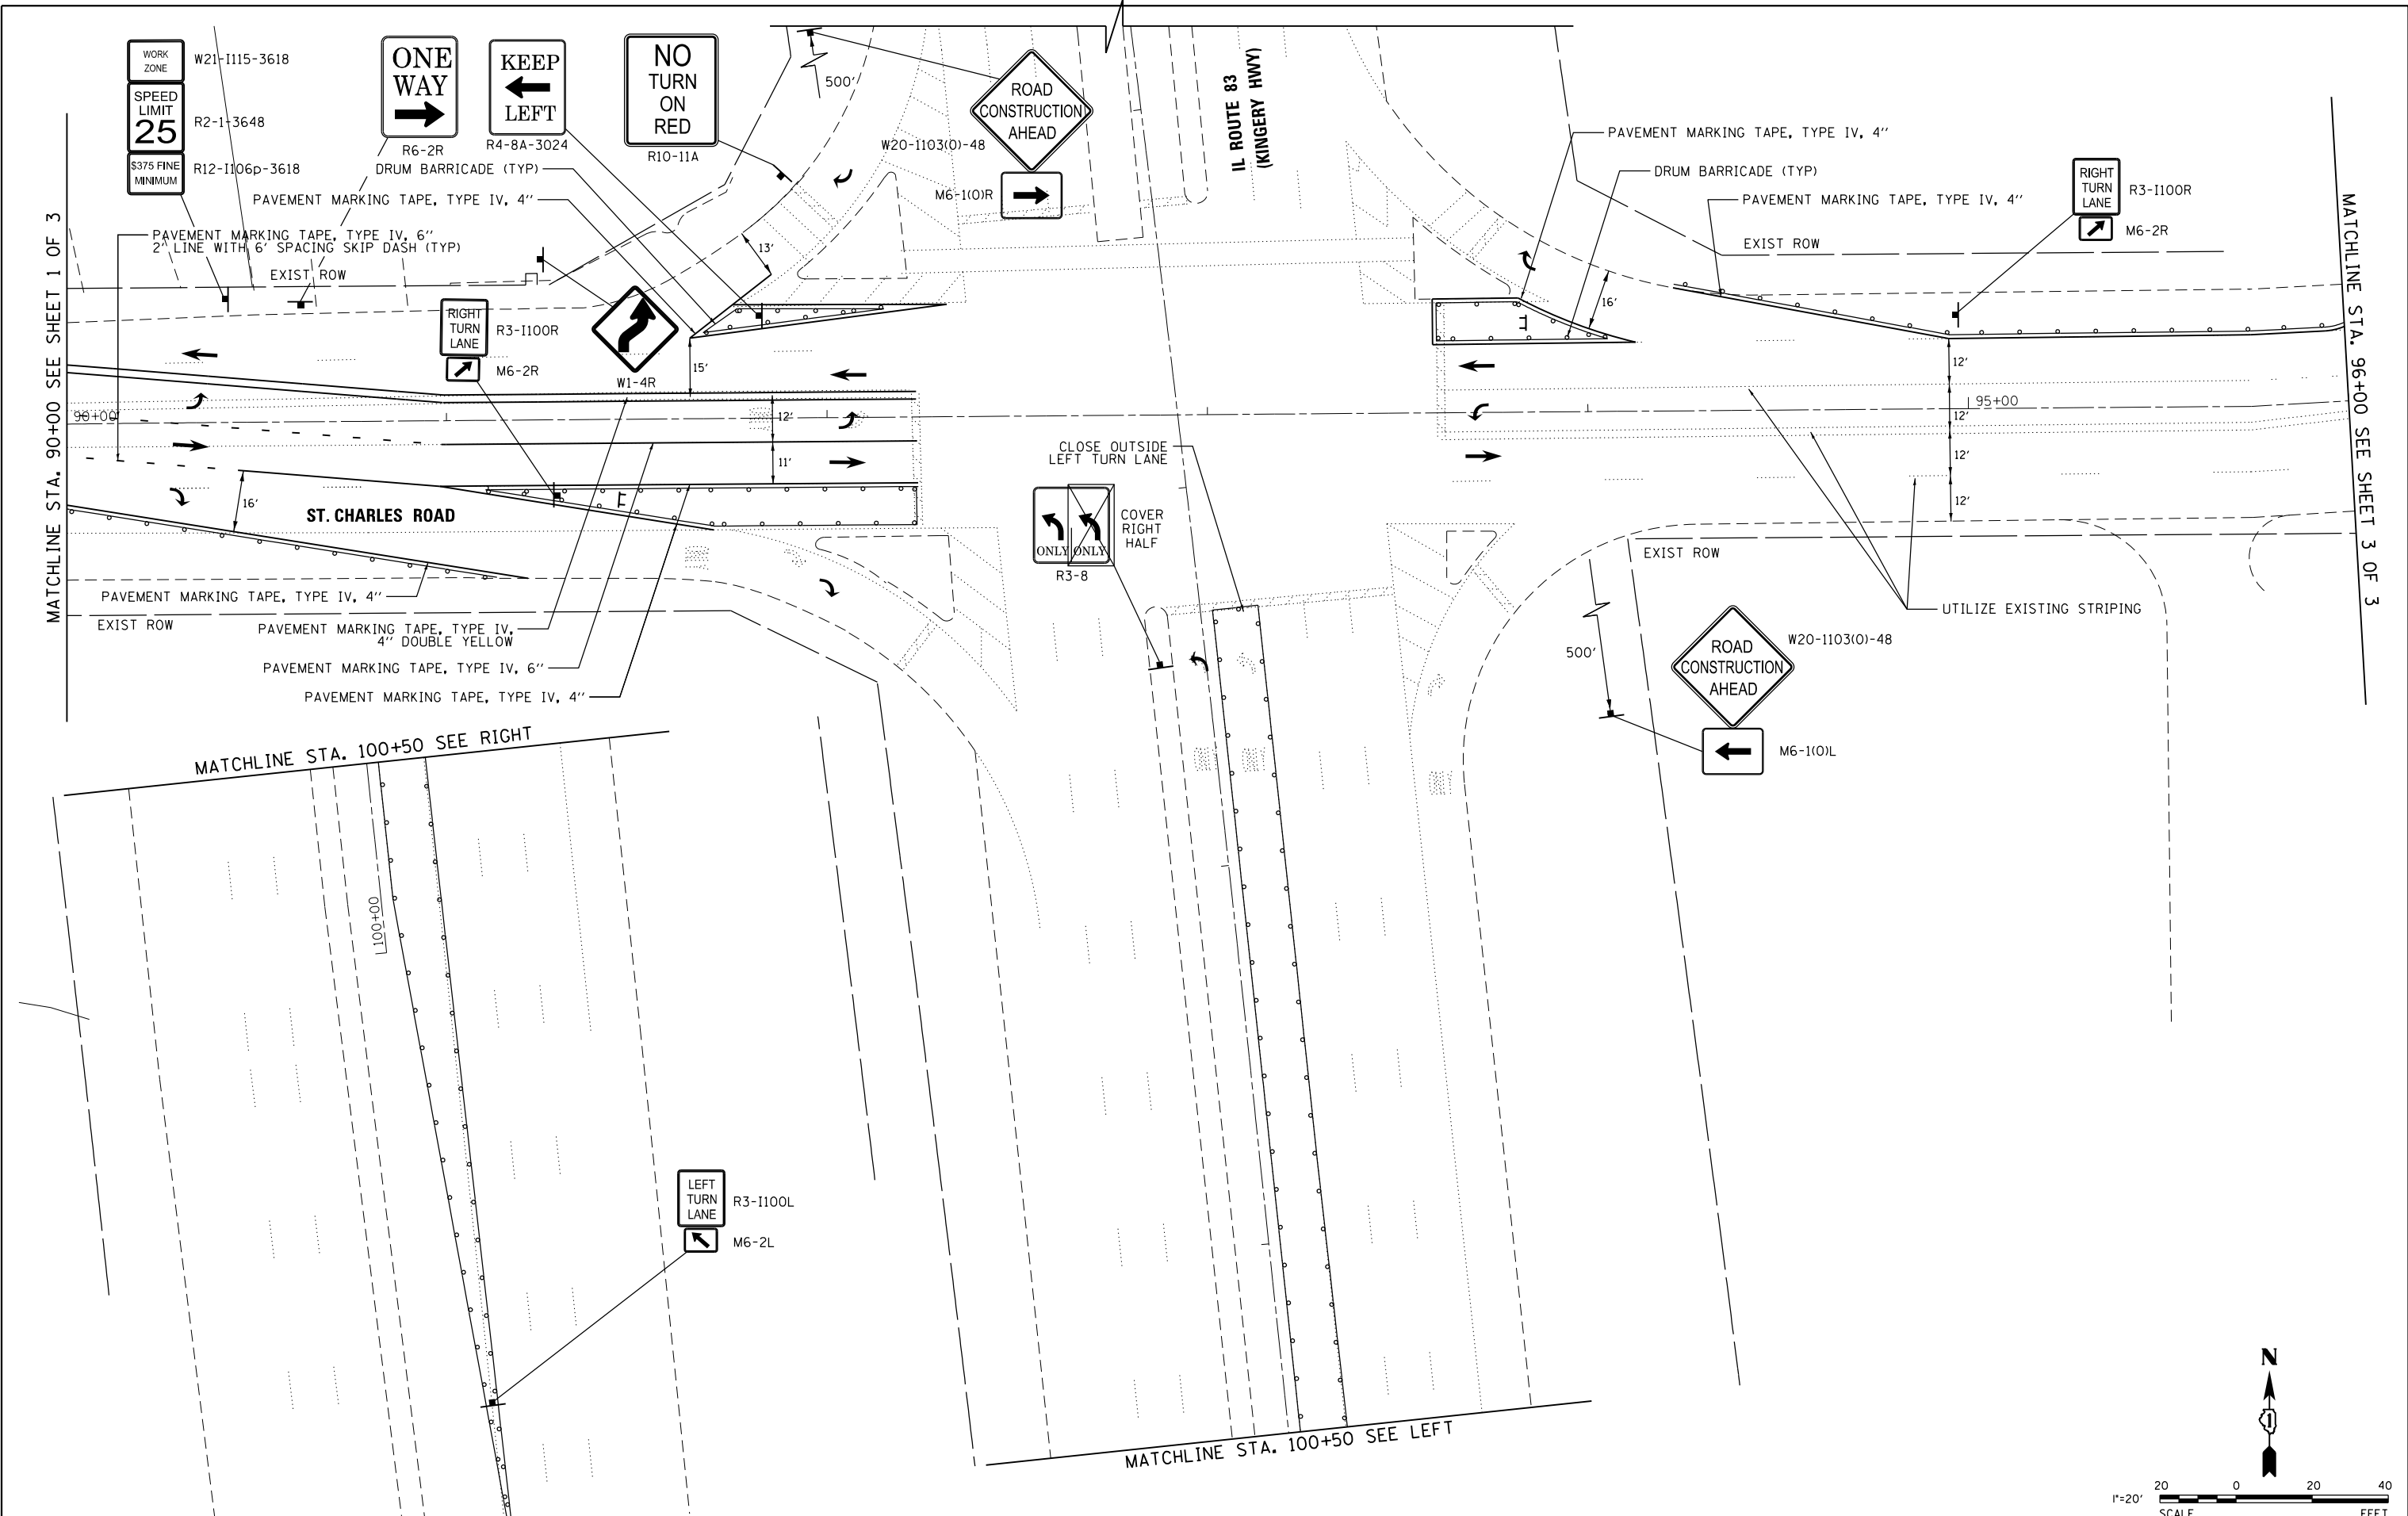 WORK
ZONE
W21-I115-3618
SPEED
LIMIT
25
R2-1-3648
$375 FINE
MINIMUM
R12-I106p-3618
ONE
WAY
R6-2R
KEEP
LEFT
R4-8A-3024
NO
TURN
ON
RED
R10-11A
500'
ROAD
CONSTRUCTION
AHEAD
W20-1103(0)-48
M6-1(0)R
IL ROUTE 83
(KINGERY HWY)
PAVEMENT MARKING TAPE, TYPE IV, 4"
DRUM BARRICADE (TYP)
PAVEMENT MARKING TAPE, TYPE IV, 4"
RIGHT
TURN
LANE
R3-I100R
M6-2R
EXIST ROW
DRUM BARRICADE (TYP)
PAVEMENT MARKING TAPE, TYPE IV, 4"
PAVEMENT MARKING TAPE, TYPE IV, 6"
2' LINE WITH 6' SPACING SKIP DASH (TYP)
EXIST ROW
MATCHLINE STA. 90+00 SEE SHEET 1 OF 3
MATCHLINE STA. 96+00 SEE SHEET 3 OF 3
RIGHT
TURN
LANE
R3-I100R
M6-2R
W1-4R
13'
15'
16'
12'
11'
12'
12'
12'
12'
90+00
95+00
16'
ST. CHARLES ROAD
CLOSE OUTSIDE
LEFT TURN LANE
ONLY
ONLY
COVER
RIGHT
HALF
R3-8
EXIST ROW
UTILIZE EXISTING STRIPING
PAVEMENT MARKING TAPE, TYPE IV, 4"
EXIST ROW
PAVEMENT MARKING TAPE, TYPE IV,
4" DOUBLE YELLOW
PAVEMENT MARKING TAPE, TYPE IV, 6"
PAVEMENT MARKING TAPE, TYPE IV, 4"
500'
ROAD
CONSTRUCTION
AHEAD
W20-1103(0)-48
M6-1(0)L
MATCHLINE STA. 100+50 SEE RIGHT
100+00
LEFT
TURN
LANE
R3-I100L
M6-2L
MATCHLINE STA. 100+50 SEE LEFT
N
1
1"=20'
20
0
20
40
SCALE
FEET